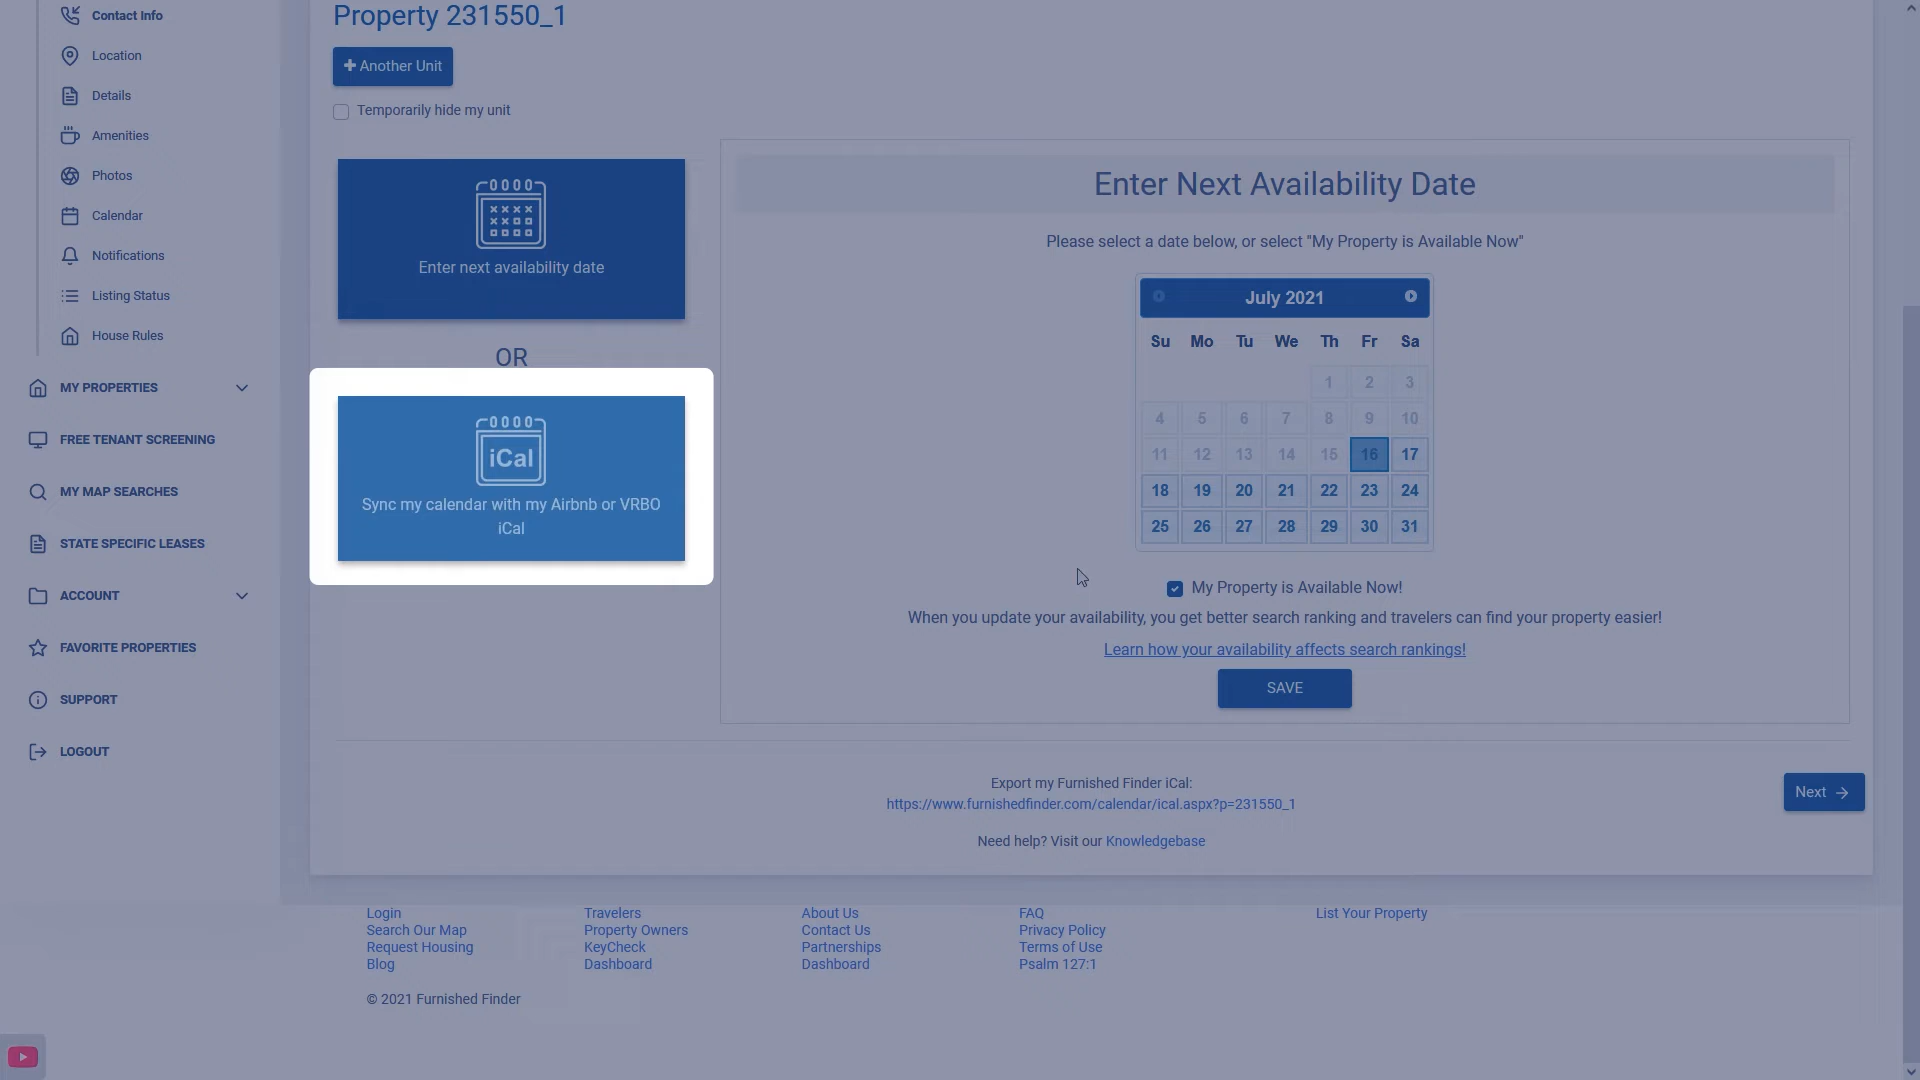 Contact Info
Location
Details
Amenities
Photos
Calendar
Notifications
Listing Status
House Rules
MY PROPERTIES
FREE TENANT SCREENING
MY MAP SEARCHES
STATE SPECIFIC LEASES
ACCOUNT
FAVORITE PROPERTIES
SUPPORT
LOGOUT
Property 231550_1
+ Another Unit
Temporarily hide my unit
Enter next availability date
OR
iCal
Sync my calendar with my Airbnb or VRBO
iCal
Enter Next Availability Date
Please select a date below, or select "My Property is Available Now"
July 2021
Su Mo Tu We Th Fr Sa
1 2 3
4 5 6 7 8 9 10
11 12 13 14 15 16 17
18 19 20 21 22 23 24
25 26 27 28 29 30 31
My Property is Available Now!
When you update your availability, you get better search ranking and travelers can find your property easier!
Learn how your availability affects search rankings!
SAVE
Export my Furnished Finder iCal:
https://www.furnishedfinder.com/calendar/ical.aspx?p=231550_1
Next
Need help? Visit our Knowledgebase
Login
Search Our Map
Request Housing
Blog
Travelers
Property Owners
KeyCheck
Dashboard
About Us
Contact Us
Partnerships
Dashboard
FAQ
Privacy Policy
Terms of Use
Psalm 127:1
List Your Property
© 2021 Furnished Finder